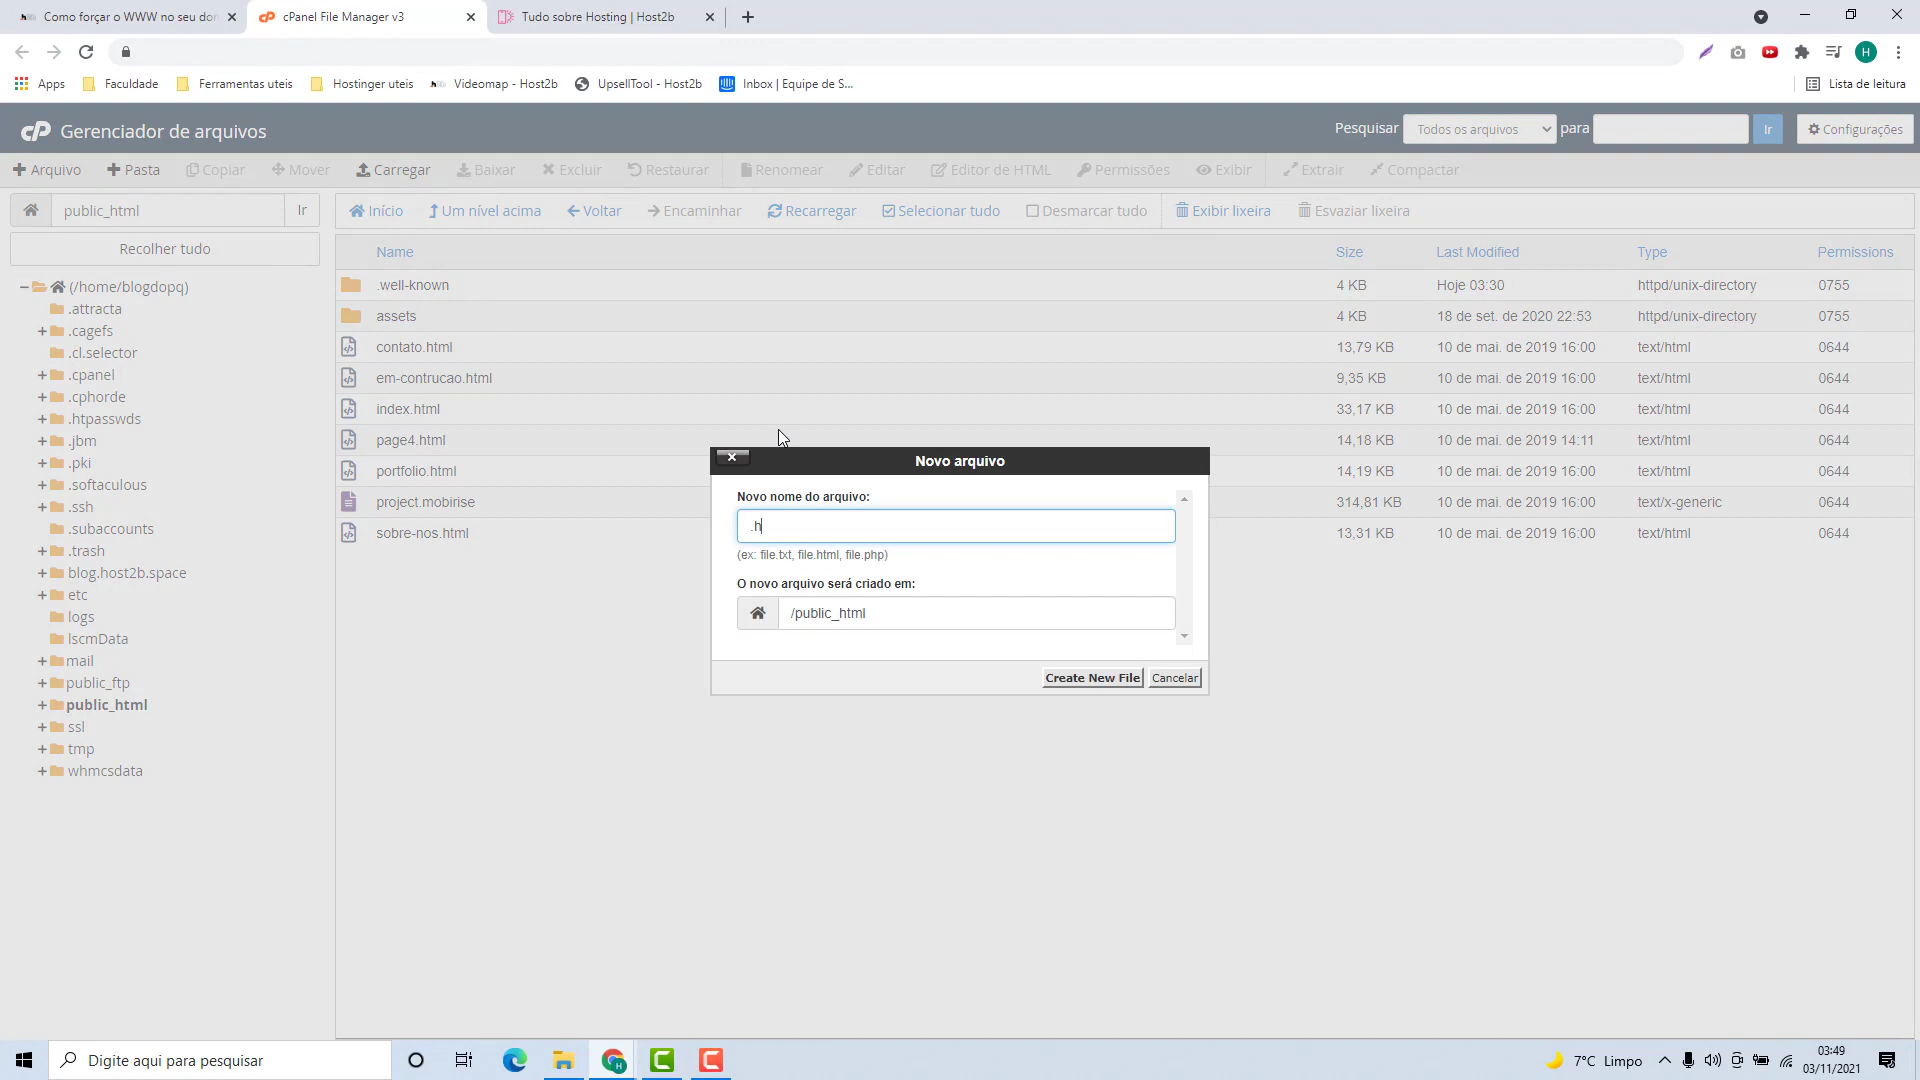 Como forçar o WWW no seu dor
cPanel File Manager v3
Tudo sobre Hosting | Host2b
H
Apps
Faculdade
Ferramentas uteis
Hostinger uteis
Videomap - Host2b
UpsellTool - Host2b
Inbox | Equipe de S...
Lista de leitura
cP Gerenciador de arquivos
Pesquisar
Todos os arquivos
para
Ir
Configurações
Arquivo
Pasta
Copiar
Mover
Carregar
Baixar
Excluir
Restaurar
Renomear
Editar
Editor de HTML
Permissões
Exibir
Extrair
Compactar
public_html
Ir
Início
Um nível acima
Voltar
Encaminhar
Recarregar
Selecionar tudo
Desmarcar tudo
Exibir lixeira
Esvaziar lixeira
Recolher tudo
(/home/blogdopq)
.attracta
.cagefs
.cl.selector
.cpanel
.cphorde
.htpasswds
.jbm
.pki
.softaculous
.ssh
.subaccounts
.trash
blog.host2b.space
etc
logs
lscmData
mail
public_ftp
public_html
ssl
tmp
whmcsdata
Name Size Last Modified Type Permissions
.well-known 4 KB Hoje 03:30 httpd/unix-directory 0755
assets 4 KB 18 de set. de 2020 22:53 httpd/unix-directory 0755
contato.html 13,79 KB 10 de mai. de 2019 16:00 text/html 0644
em-contrucao.html 9,35 KB 10 de mai. de 2019 16:00 text/html 0644
index.html 33,17 KB 10 de mai. de 2019 16:00 text/html 0644
page4.html 14,18 KB 10 de mai. de 2019 14:11 text/html 0644
portfolio.html 14,19 KB 10 de mai. de 2019 16:00 text/html 0644
project.mobirise 314,81 KB 10 de mai. de 2019 16:00 text/x-generic 0644
sobre-nos.html 13,31 KB 10 de mai. de 2019 16:00 text/html 0644
Novo arquivo
Novo nome do arquivo:
.h
(ex: file.txt, file.html, file.php)
O novo arquivo será criado em:
/public_html
Create New File
Cancelar
Digite aqui para pesquisar
7°C Limpo
03:49
03/11/2021